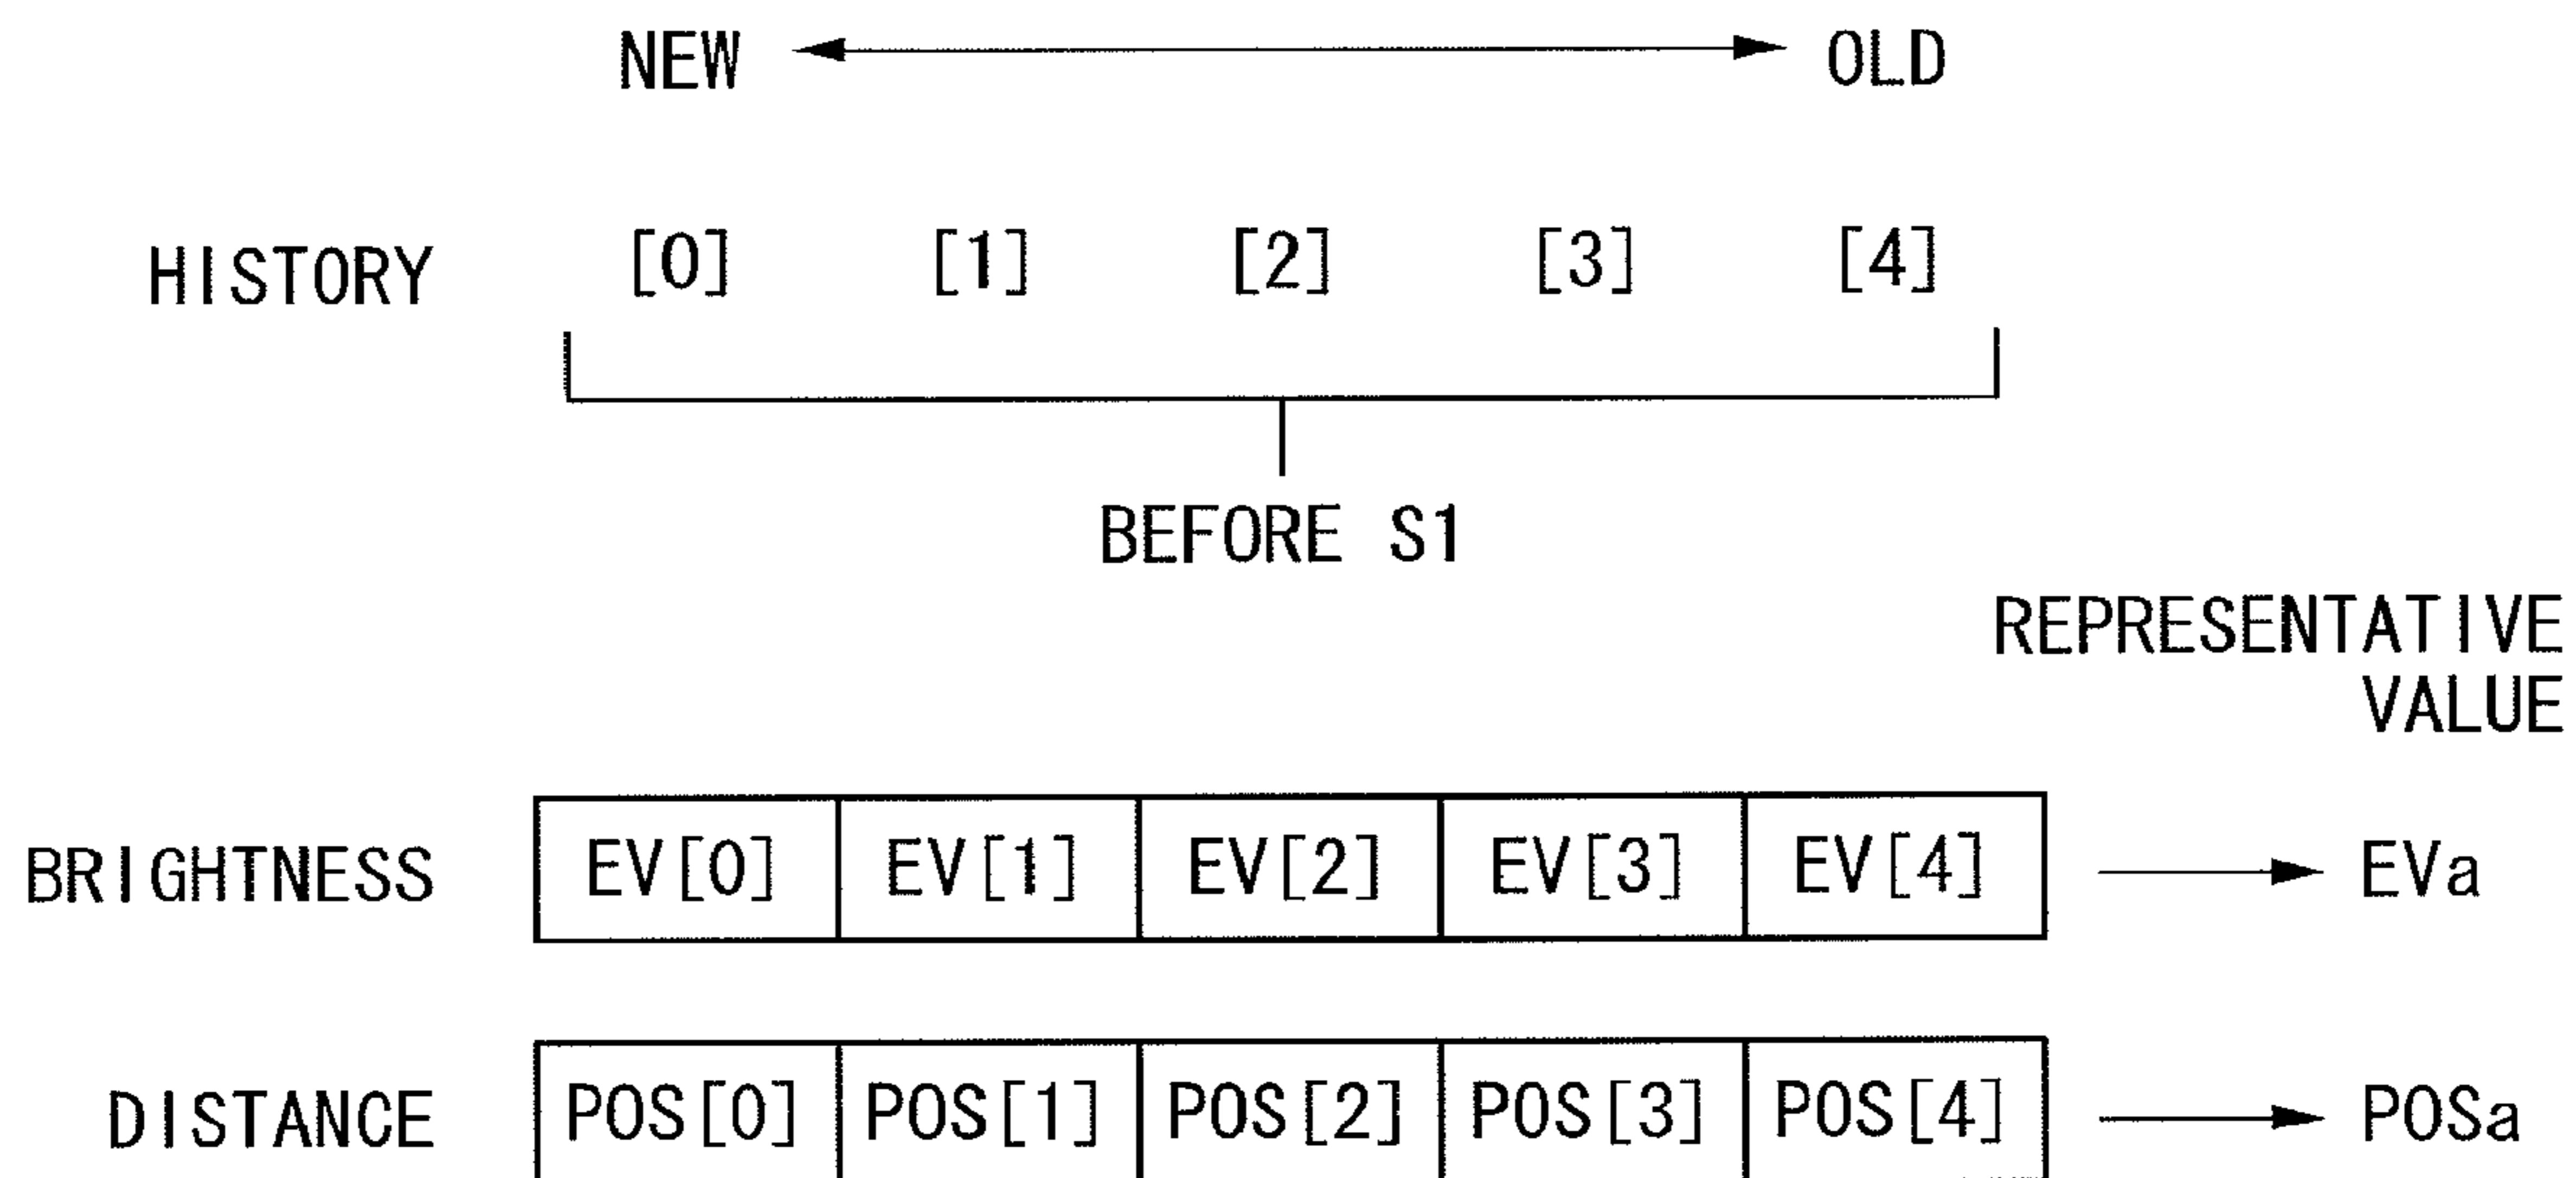 NEW OLD
HISTORY [0] [1] [2] [3] [4]
BEFORE S1
REPRESENTATIVE
VALUE
BRIGHTNESS EV[0] EV[1] EV[2] EV[3] EV[4] EVa
DISTANCE POS[0] POS[1] POS[2] POS[3] POS[4] POSa